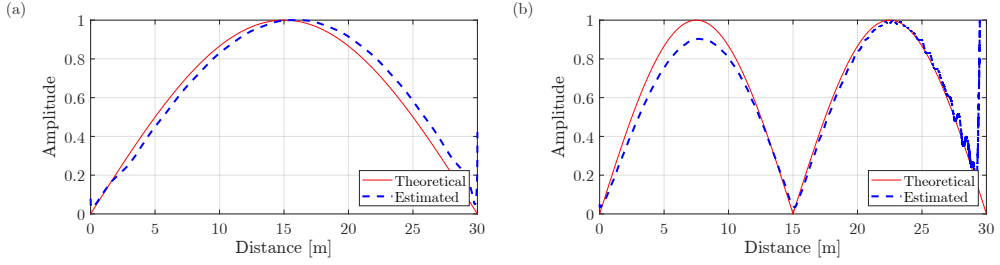 (a)
1
0.8
0.6
0.4
0.2
0
Amplitude
0 5 10 15 20 25 30
Distance [m]
Theoretical
Estimated
(b)
1
0.8
0.6
0.4
0.2
0
Amplitude
0 5 10 15 20 25 30
Distance [m]
Theoretical
Estimated